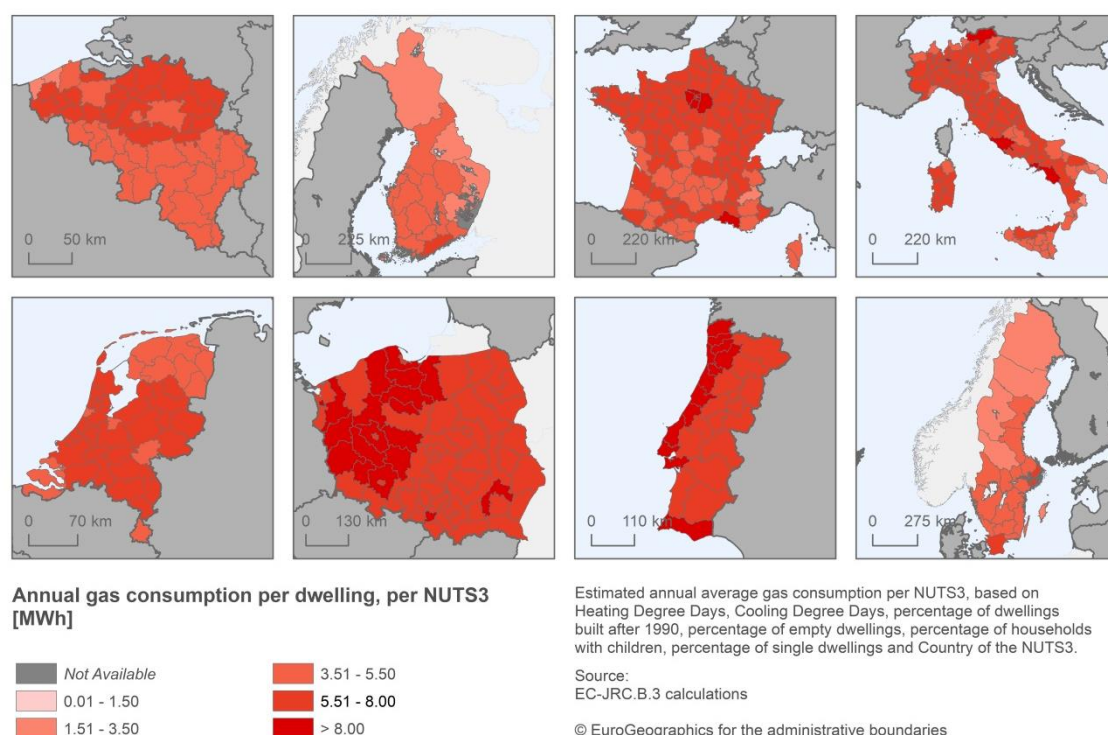 0 50 km
0 225 km
0 220 km
0 220 km
0 70 km
0 130 km
0 110 km
0 275 km
Annual gas consumption per dwelling, per NUTS3
[MWh]
Not Available
0.01 - 1.50
1.51 - 3.50
3.51 - 5.50
5.51 - 8.00
> 8.00
Estimated annual average gas consumption per NUTS3, based on
Heating Degree Days, Cooling Degree Days, percentage of dwellings
built after 1990, percentage of empty dwellings, percentage of households
with children, percentage of single dwellings and Country of the NUTS3.
Source:
EC-JRC.B.3 calculations
© EuroGeographics for the administrative boundaries